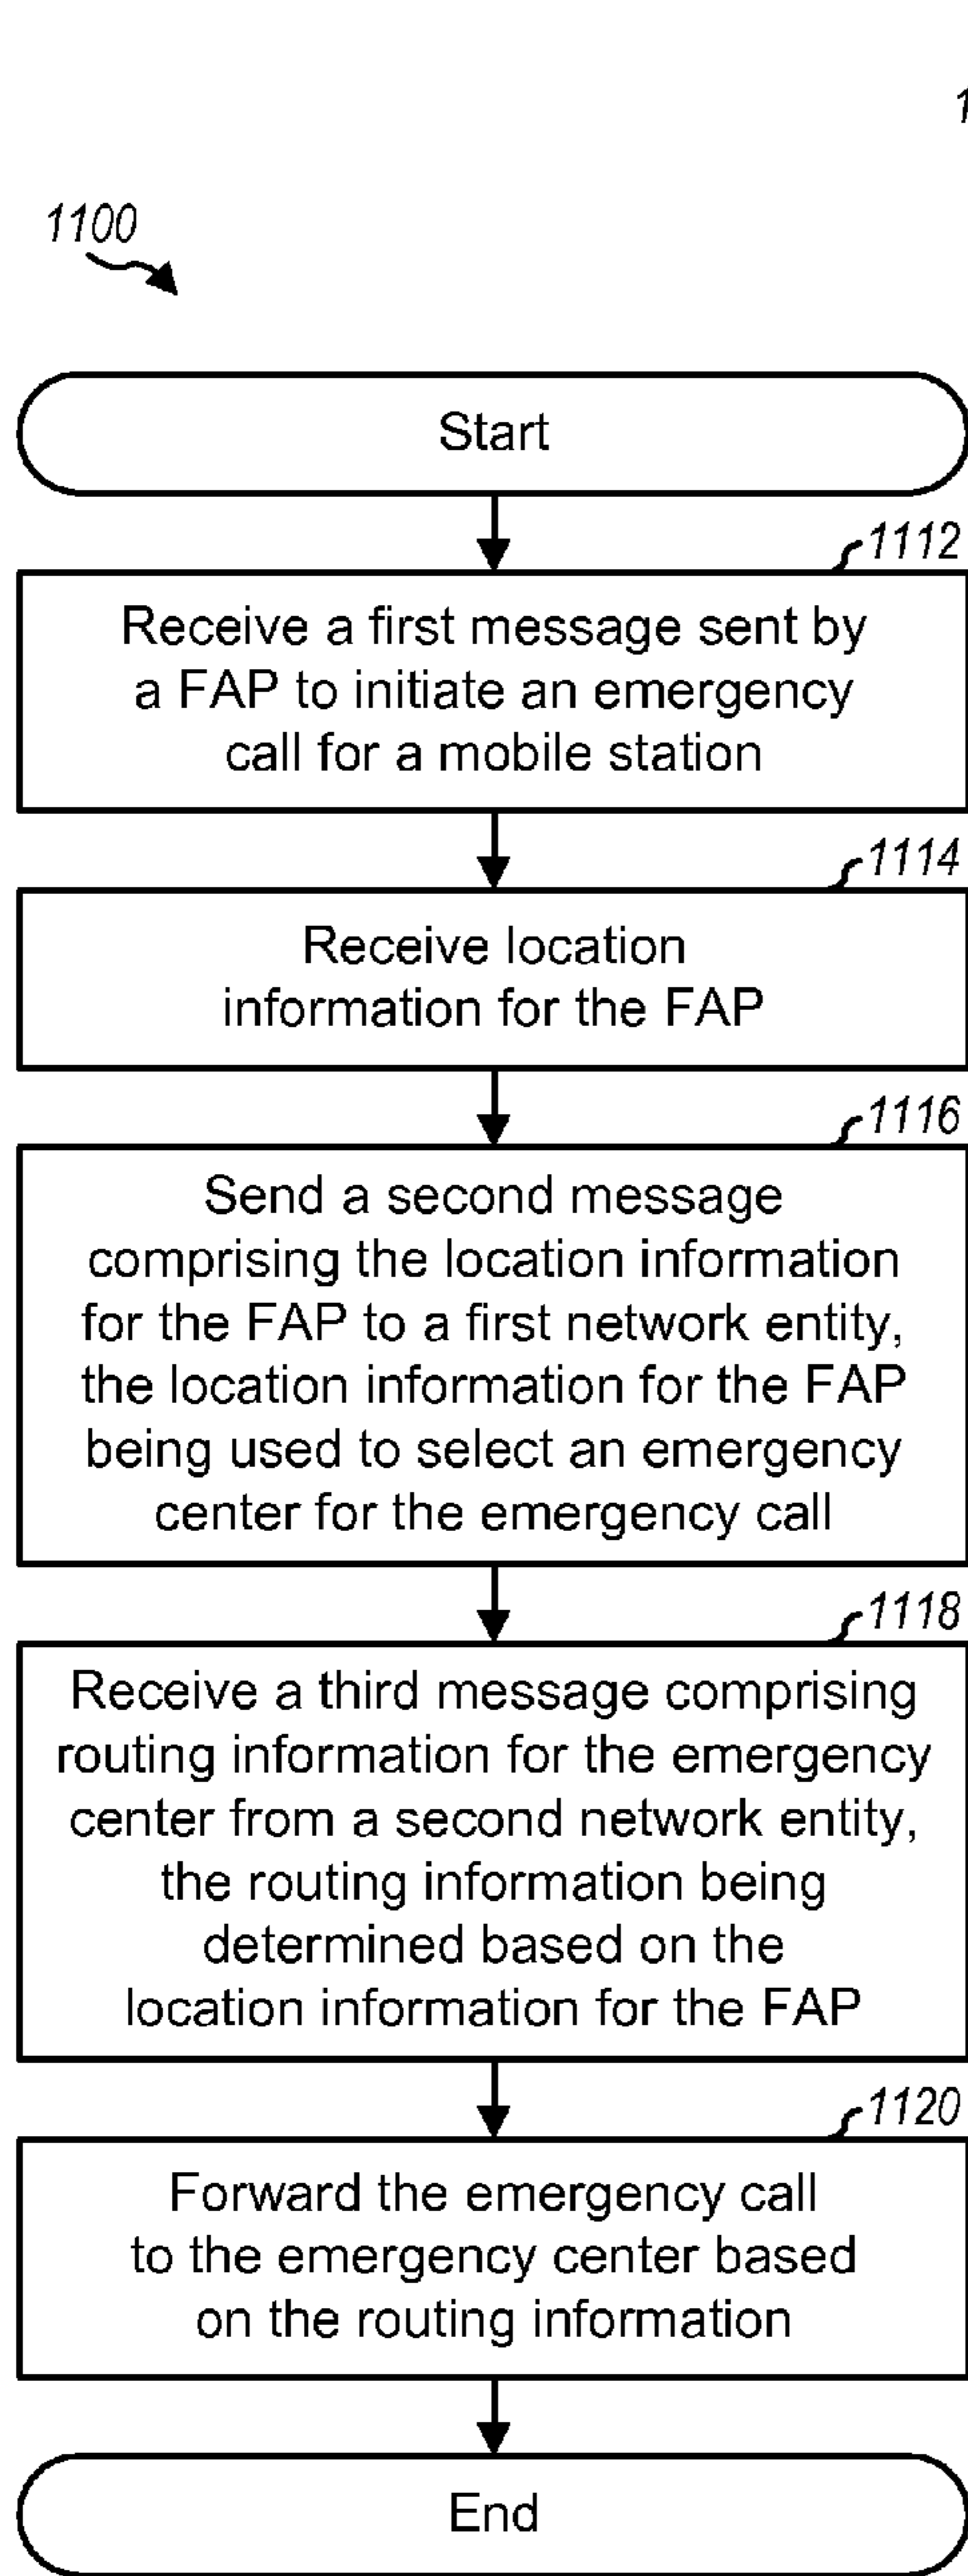 1100
Start
1112
Receive a first message sent by
a FAP to initiate an emergency
call for a mobile station
1114
Receive location
information for the FAP
1116
Send a second message
comprising the location information
for the FAP to a first network entity,
the location information for the FAP
being used to select an emergency
center for the emergency call
1118
Receive a third message comprising
routing information for the emergency
center from a second network entity,
the routing information being
determined based on the
location information for the FAP
1120
Forward the emergency call
to the emergency center based
on the routing information
End